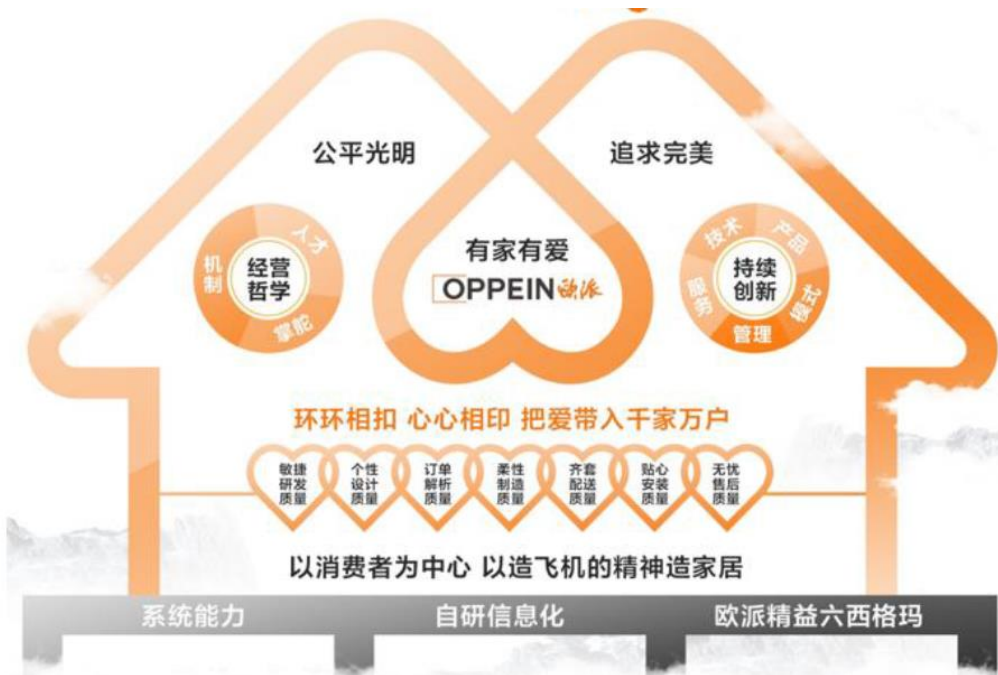 公平光明
追求完美
人才
机制
掌舵
经营
哲学
有家有爱
OPPEIN欧派
技术
产品
服务
模式
管理
持续
创新
环环相扣 心心相印 把爱带入千家万户
敏捷
研发
质量
个性
设计
质量
订单
解析
质量
柔性
制造
质量
齐套
配送
质量
贴心
安装
质量
无忧
售后
质量
以消费者为中心 以造飞机的精神造家居
系统能力
自研信息化
欧派精益六西格玛